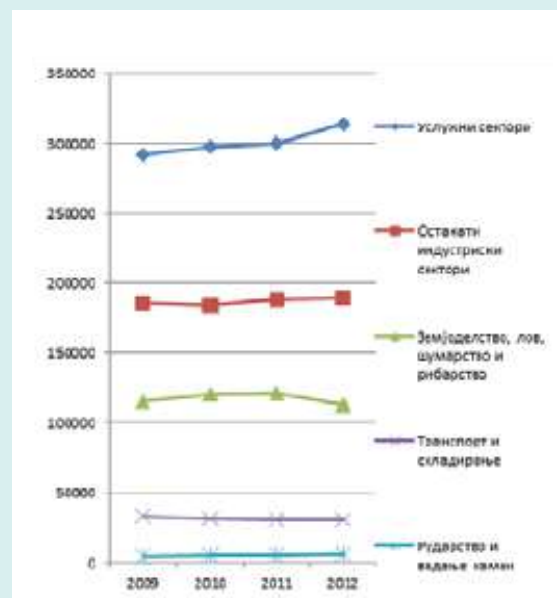 350000
300000
250000
200000
150000
100000
50000
0
2009 2010 2011 2012
Услужни сектори
Останати
индустриски
сектори
Земјоделство, лов,
шумарство и
рибарство
Транспорт и
складирање
Рударство и
вадење камен